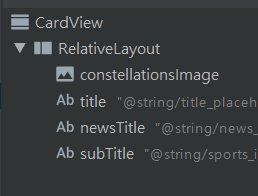 CardView
RelativeLayout
constellationsImage
Ab title "@string/title_placeh
Ab newsTitle "@string/news_
Ab subTitle "@string/sports_i